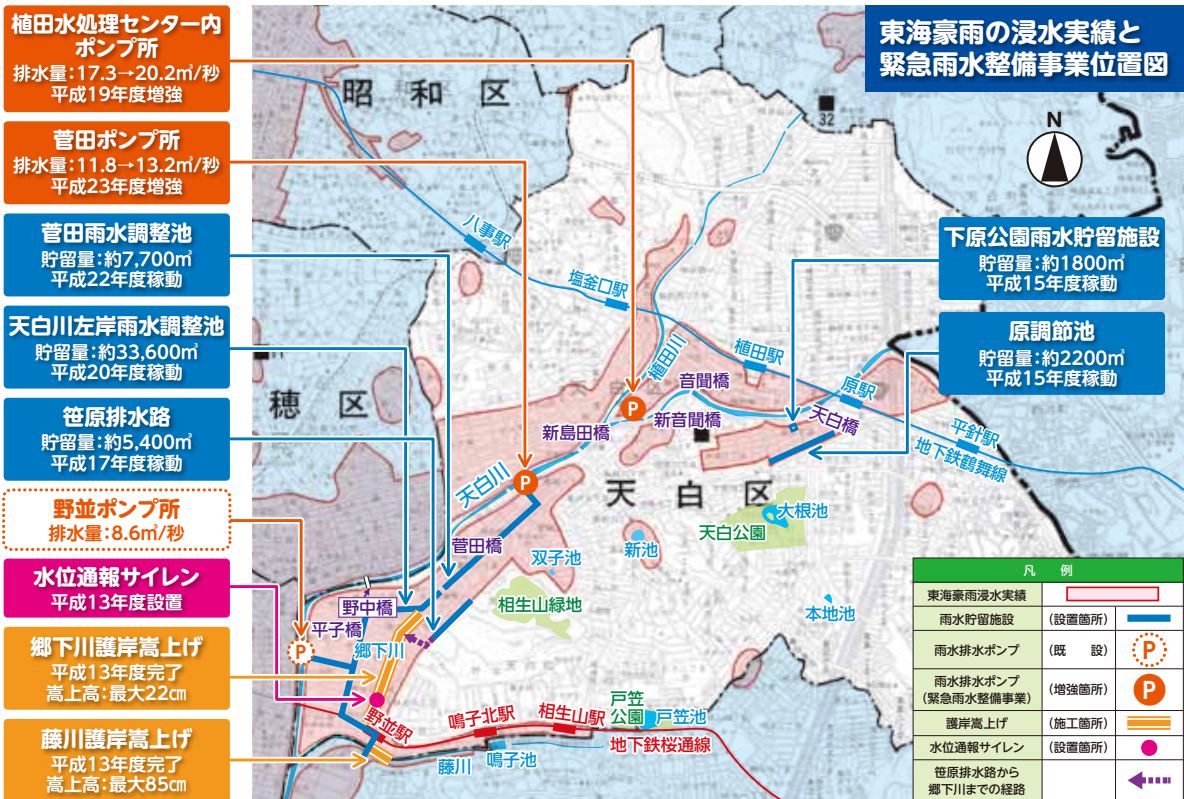 東海豪雨の浸水実績と
緊急雨水整備事業位置図
植田水処理センター内
ポンプ所
排水量:17.3→20.2㎥/秒
平成19年度増強
菅田ポンプ所
排水量:11.8→13.2㎥/秒
平成23年度増強
菅田雨水調整池
貯留量:約7,700㎥
平成22年度稼動
天白川左岸雨水調整池
貯留量:約33,600㎥
平成20年度稼動
笹原排水路
貯留量:約5,400㎥
平成17年度稼動
野並ポンプ所
排水量:8.6㎥/秒
水位通報サイレン
平成13年度設置
郷下川護岸嵩上げ
平成13年度完了
嵩上高:最大22㎝
藤川護岸嵩上げ
平成13年度完了
嵩上高:最大85㎝
下原公園雨水貯留施設
貯留量:約1800㎥
平成15年度稼動
原調節池
貯留量:約2200㎥
平成15年度稼動
N
32
昭和区
穂区
天白区
八事駅
塩釜口駅
植田駅
原駅
平針駅
地下鉄鶴舞線
植田川
音聞橋
新音聞橋
天白橋
新島田橋
P
P
天白川
菅田橋
双子池
新池
天白公園
大根池
相生山緑地
本地池
野中橋
平子橋
郷下川
P
野並駅
鳴子北駅
相生山駅
戸笠
公園
戸笠池
地下鉄桜通線
藤川
鳴子池
凡 例
東海豪雨浸水実績
雨水貯留施設 (設置箇所)
雨水排水ポンプ (既 設) P
雨水排水ポンプ
(緊急雨水整備事業) (増強箇所) P
護岸嵩上げ (施工箇所)
水位通報サイレン (設置箇所)
笹原排水路から
郷下川までの経路